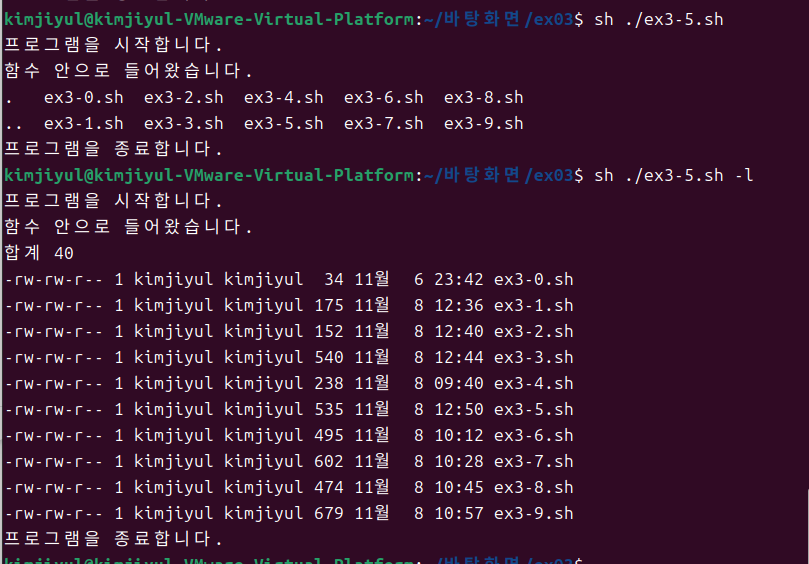 kimjiyul@kimjiyul-VMware-Virtual-Platform:~/바탕화면/ex03$ sh ./ex3-5.sh
프로그램을 시작합니다.
함수 안으로 들어왔습니다.
.   ex3-0.sh  ex3-2.sh  ex3-4.sh  ex3-6.sh  ex3-8.sh
..  ex3-1.sh  ex3-3.sh  ex3-5.sh  ex3-7.sh  ex3-9.sh
프로그램을 종료합니다.
kimjiyul@kimjiyul-VMware-Virtual-Platform:~/바탕화면/ex03$ sh ./ex3-5.sh -l
프로그램을 시작합니다.
함수 안으로 들어왔습니다.
합계 40
-rw-rw-r-- 1 kimjiyul kimjiyul  34 11월  6 23:42 ex3-0.sh
-rw-rw-r-- 1 kimjiyul kimjiyul 175 11월  8 12:36 ex3-1.sh
-rw-rw-r-- 1 kimjiyul kimjiyul 152 11월  8 12:40 ex3-2.sh
-rw-rw-r-- 1 kimjiyul kimjiyul 540 11월  8 12:44 ex3-3.sh
-rw-rw-r-- 1 kimjiyul kimjiyul 238 11월  8 09:40 ex3-4.sh
-rw-rw-r-- 1 kimjiyul kimjiyul 535 11월  8 12:50 ex3-5.sh
-rw-rw-r-- 1 kimjiyul kimjiyul 495 11월  8 10:12 ex3-6.sh
-rw-rw-r-- 1 kimjiyul kimjiyul 602 11월  8 10:28 ex3-7.sh
-rw-rw-r-- 1 kimjiyul kimjiyul 474 11월  8 10:45 ex3-8.sh
-rw-rw-r-- 1 kimjiyul kimjiyul 679 11월  8 10:57 ex3-9.sh
프로그램을 종료합니다.